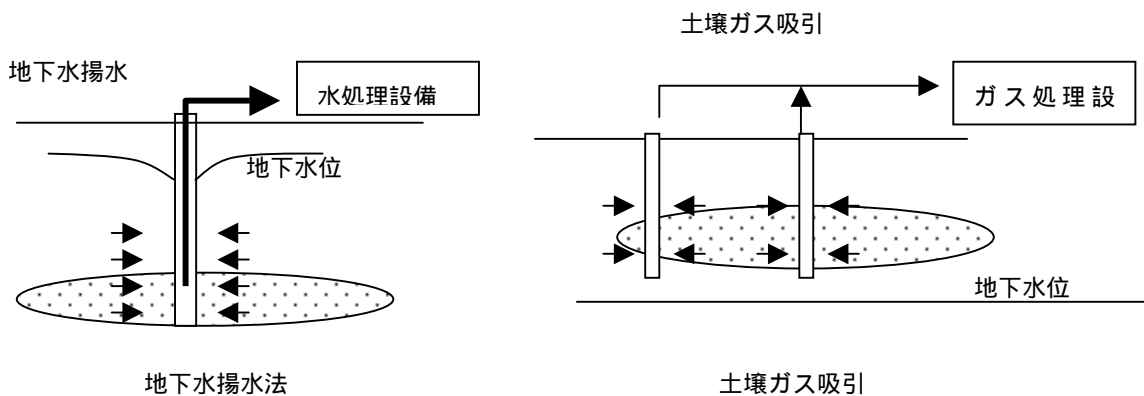 土壌ガス吸引
地下水揚水
水処理設備
ガス処理設
地下水位
地下水位
地下水揚水法
土壌ガス吸引